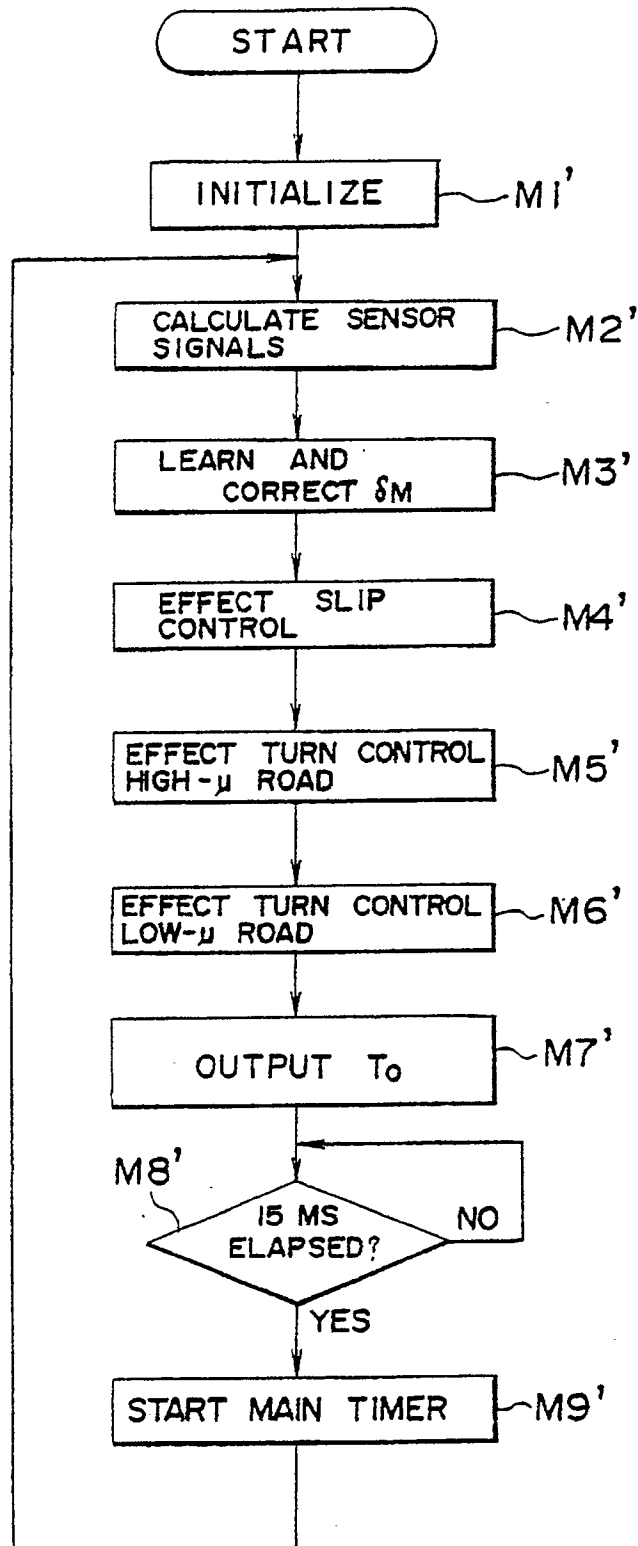 START
INITIALIZE
M1'
CALCULATE SENSOR
SIGNALS
M2'
LEARN AND
CORRECT δM
M3'
EFFECT SLIP
CONTROL
M4'
EFFECT TURN CONTROL
HIGH-μ ROAD
M5'
EFFECT TURN CONTROL
LOW-μ ROAD
M6'
OUTPUT To
M7'
M8'
15 MS
ELAPSED?
NO
YES
START MAIN TIMER
M9'